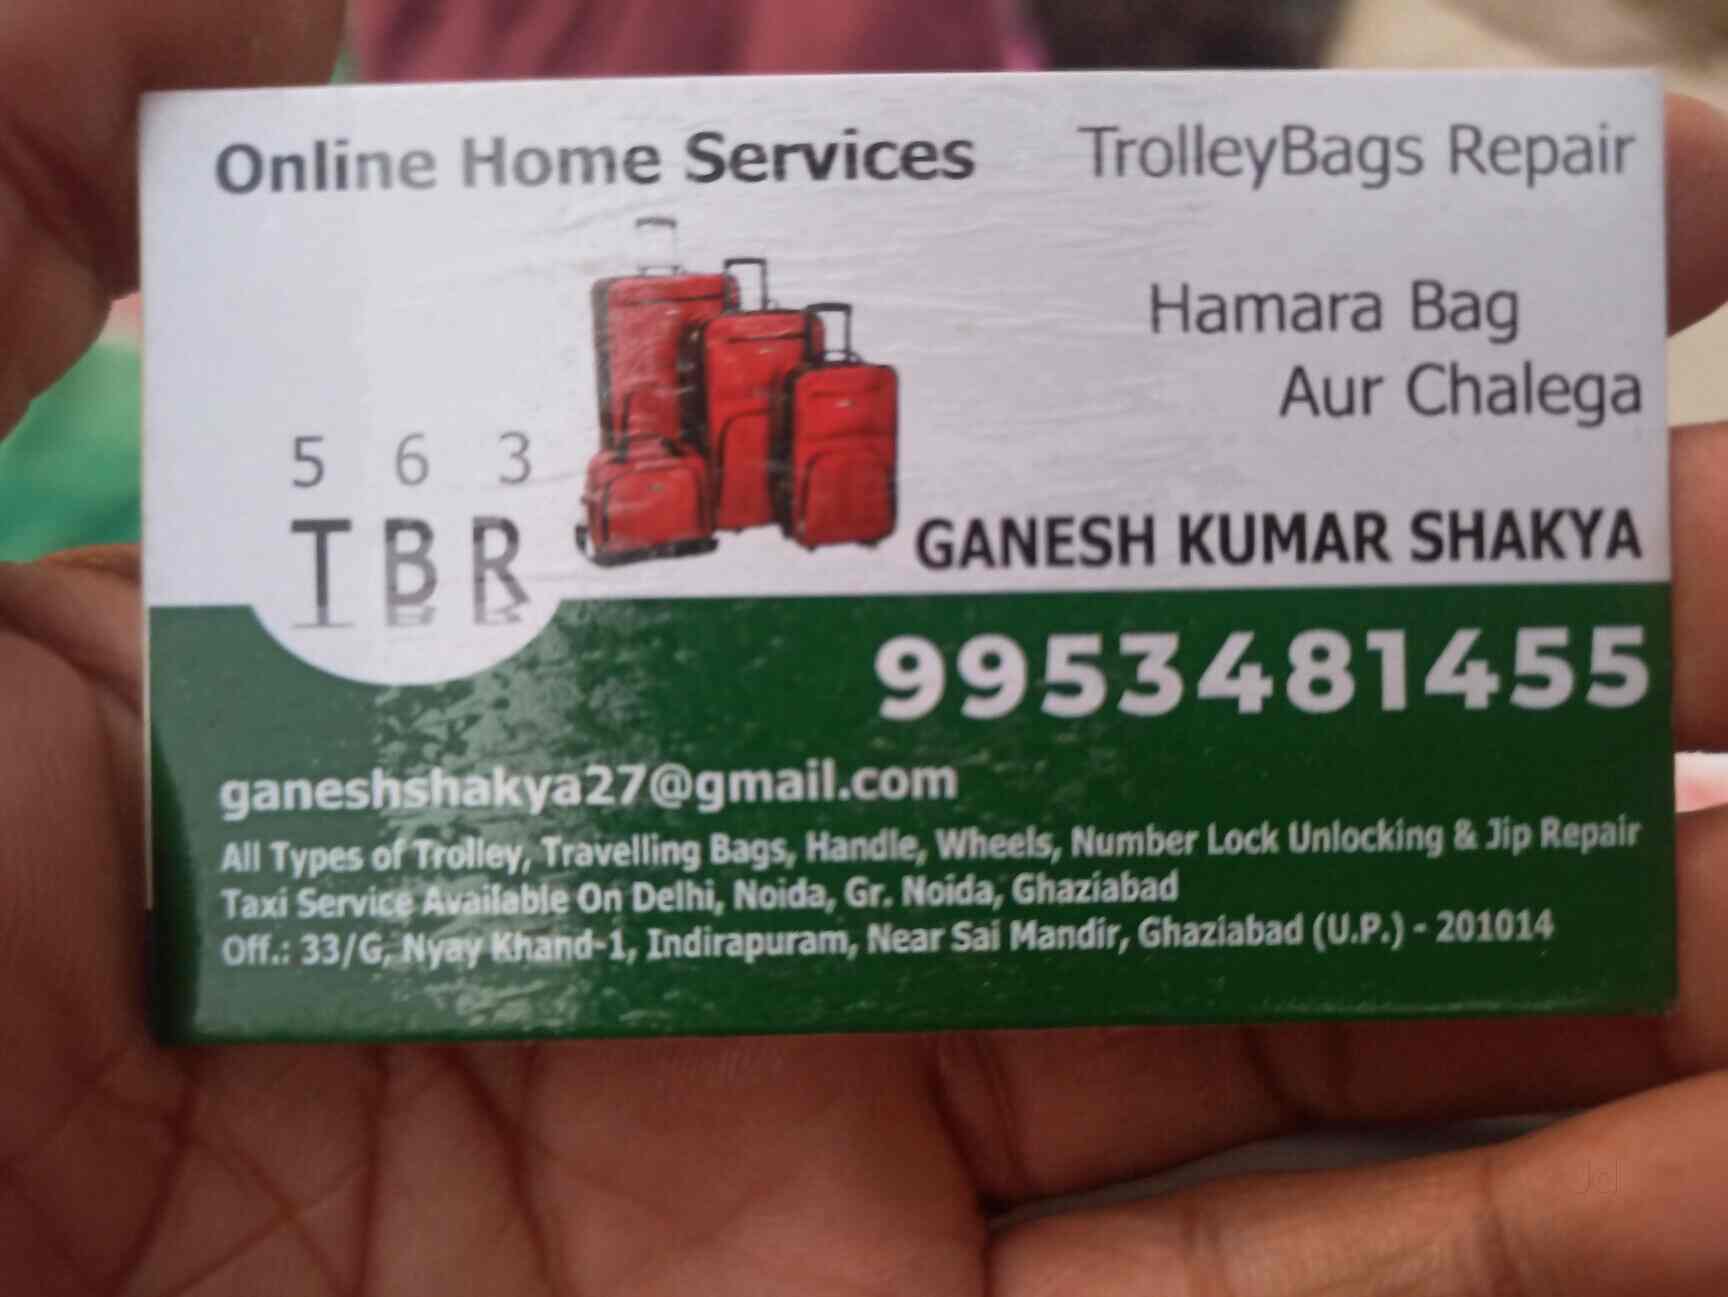 Online Home Services
TrolleyBags Repair
Hamara Bag
Aur Chalega
5 6 3
TBR
GANESH KUMAR SHAKYA
9953481455
ganeshshakya27@gmail.com
All Types of Trolley, Travelling Bags, Handle, Wheels, Number Lock Unlocking & Jip Repair
Taxi Service Available On Delhi, Noida, Gr. Noida, Ghaziabad
Off.: 33/G, Nyay Khand-1, Indirapuram, Near Sai Mandir, Ghaziabad (U.P.) - 201014
Jd